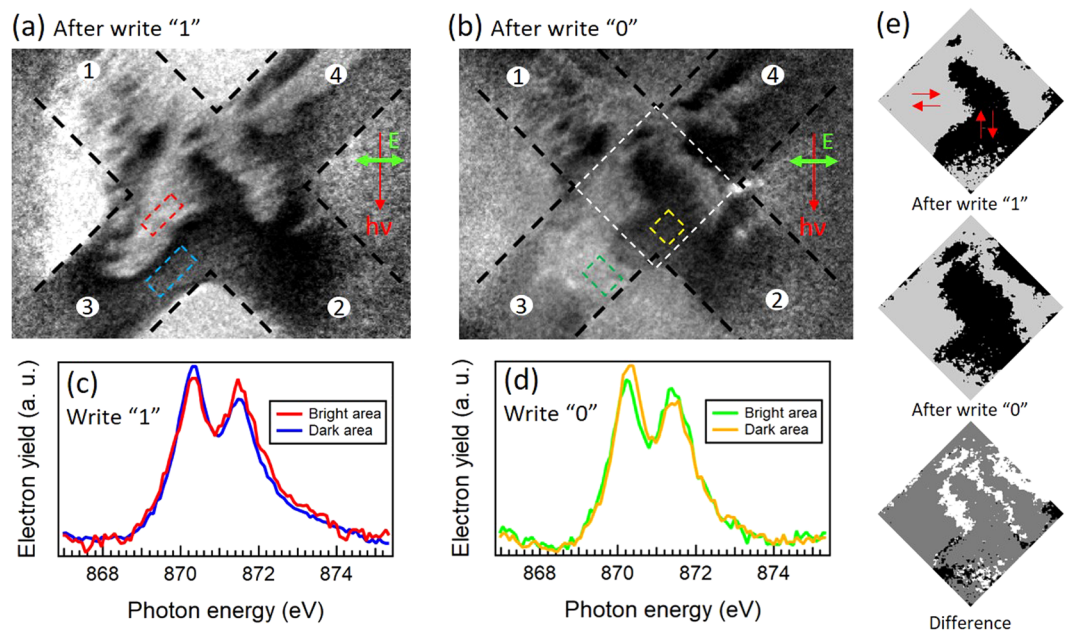 (a) After write “1”
1
4
E
hν
3
2
(b) After write “0”
1
4
E
hν
3
2
(c)
Write “1”
Bright area
Dark area
Electron yield (a. u.)
868 870 872 874
Photon energy (eV)
(d)
Write “0”
Bright area
Dark area
Electron yield (a. u.)
868 870 872 874
Photon energy (eV)
(e)
After write “1”
After write “0”
Difference